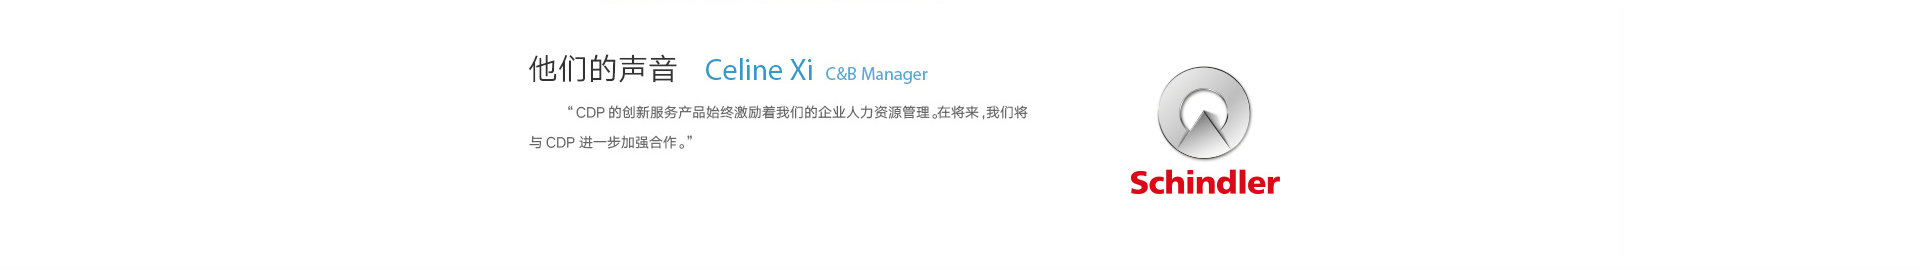 他们的声音 Celine Xi C&B Manager
“ CDP 的创新服务产品始终激励着我们的企业人力资源管理。在将来，我们将
与 CDP 进一步加强合作。”
Schindler